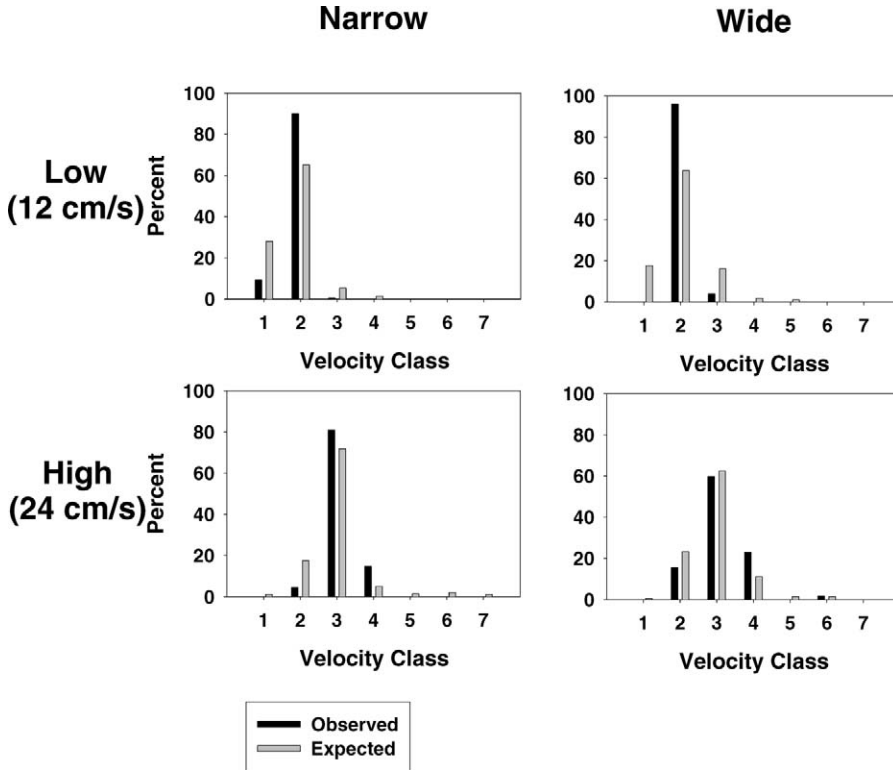 Narrow
Wide
100
80
60
40
20
0
Percent
1 2 3 4 5 6 7
Velocity Class
100
80
60
40
20
0
1 2 3 4 5 6 7
Velocity Class
Low
(12 cm/s)
100
80
60
40
20
0
Percent
1 2 3 4 5 6 7
Velocity Class
100
80
60
40
20
0
1 2 3 4 5 6 7
Velocity Class
High
(24 cm/s)
Observed
Expected